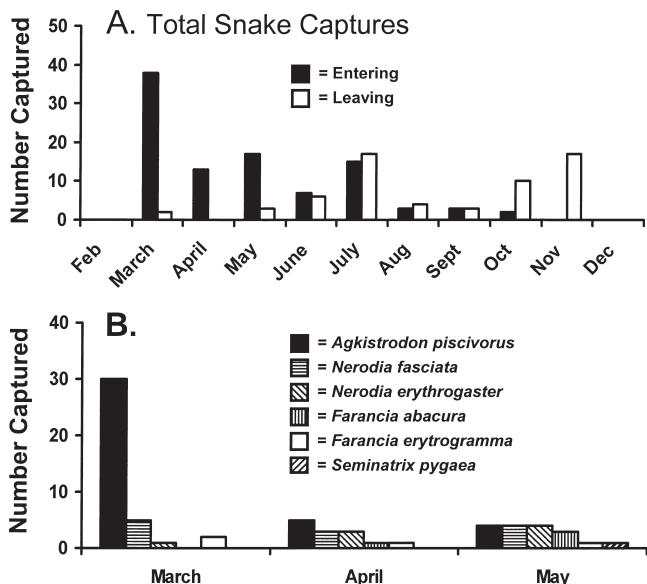 A. Total Snake Captures
Number Captured
50
40
30
20
10
0
= Entering
= Leaving
Feb March April May June July Aug Sept Oct Nov Dec
B.
Number Captured
40
30
20
10
0
= Agkistrodon piscivorus
= Nerodia fasciata
= Nerodia erythrogaster
= Farancia abacura
= Farancia erytrogramma
= Seminatrix pygaea
March April May